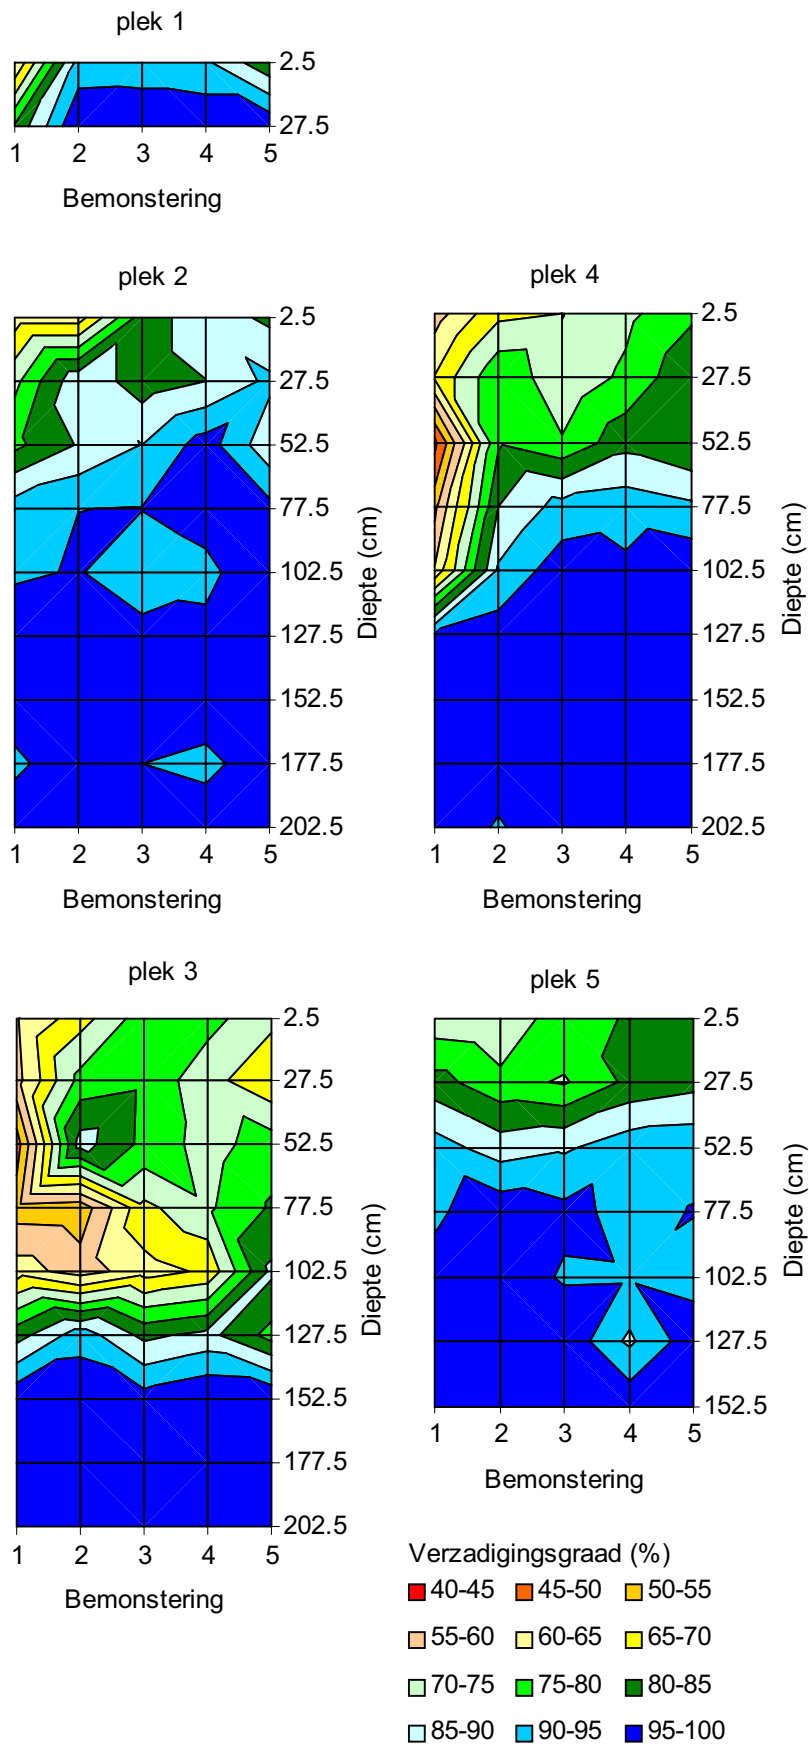 plek 1
2.5
27.5
1 2 3 4 5
Bemonstering
plek 2
2.5
27.5
52.5
77.5
102.5
127.5
152.5
177.5
202.5
Diepte (cm)
1 2 3 4 5
Bemonstering
plek 4
2.5
27.5
52.5
77.5
102.5
127.5
152.5
177.5
202.5
Diepte (cm)
1 2 3 4 5
Bemonstering
plek 3
2.5
27.5
52.5
77.5
102.5
127.5
152.5
177.5
202.5
Diepte (cm)
1 2 3 4 5
Bemonstering
plek 5
2.5
27.5
52.5
77.5
102.5
127.5
152.5
Diepte (cm)
1 2 3 4 5
Bemonstering
Verzadigingsgraad (%)
40-45 45-50 50-55
55-60 60-65 65-70
70-75 75-80 80-85
85-90 90-95 95-100